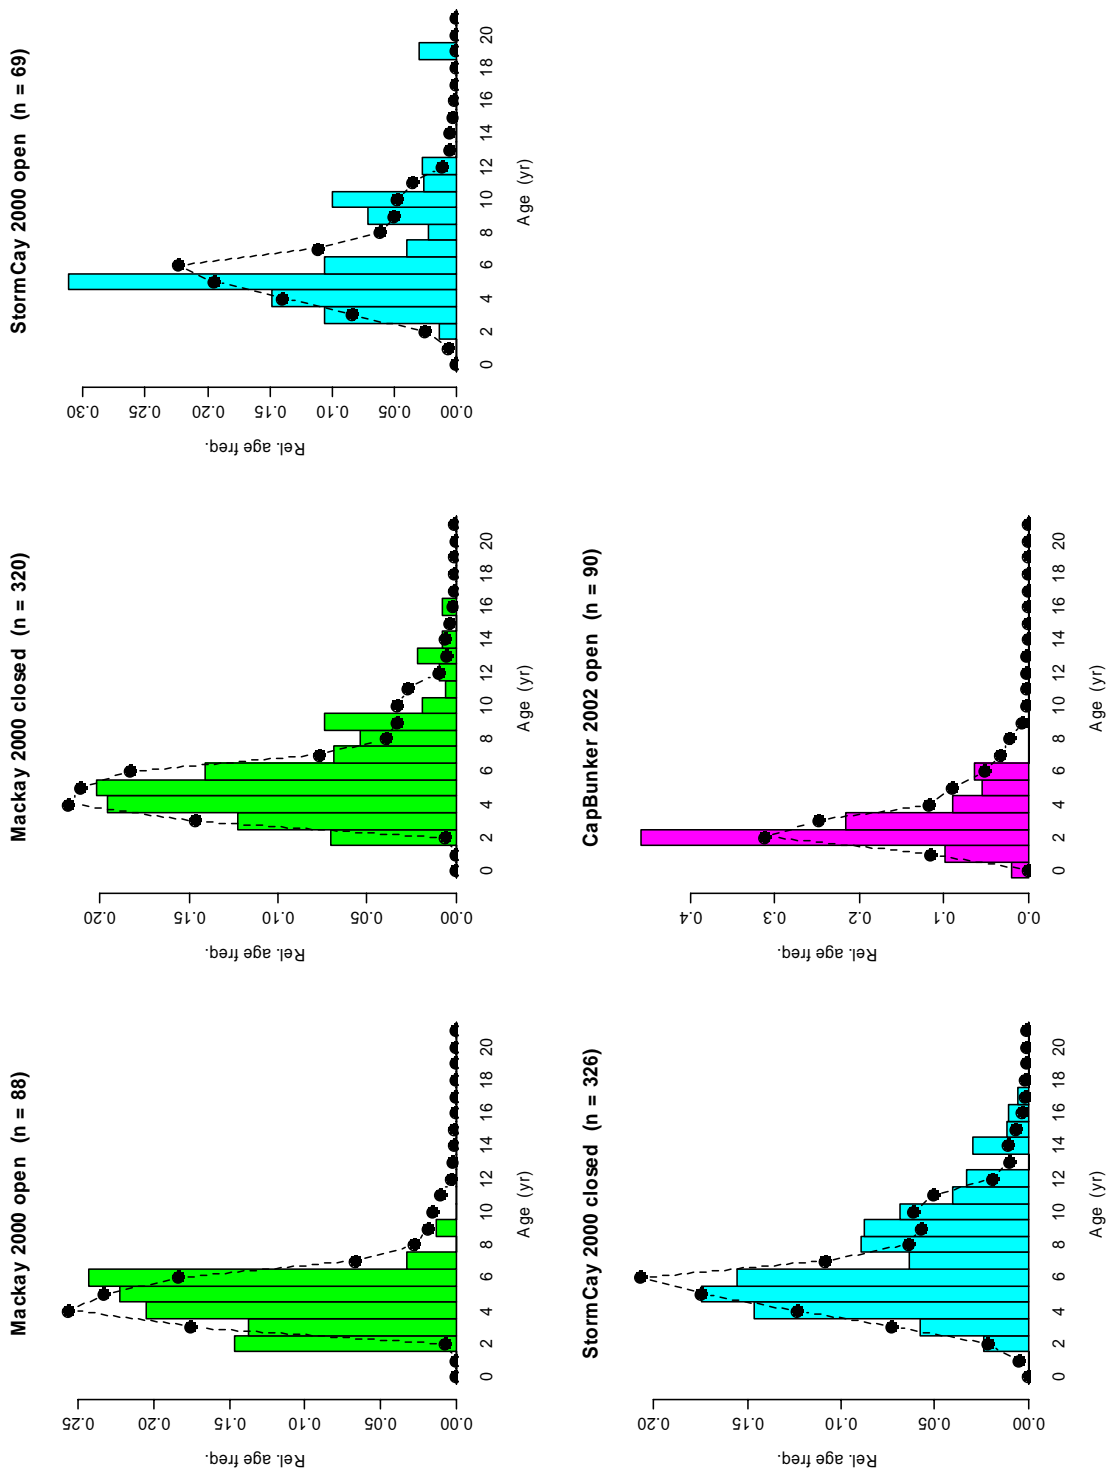 Mackay 2000 open (n = 88)
Rel. age freq.
0.00 0.05 0.10 0.15 0.20 0.25
0 2 4 6 8 10 12 14 16 18 20
Age (yr)
Mackay 2000 closed (n = 320)
Rel. age freq.
0.00 0.05 0.10 0.15 0.20
0 2 4 6 8 10 12 14 16 18 20
Age (yr)
StormCay 2000 open (n = 69)
Rel. age freq.
0.00 0.05 0.10 0.15 0.20 0.25 0.30
0 2 4 6 8 10 12 14 16 18 20
Age (yr)
StormCay 2000 closed (n = 326)
Rel. age freq.
0.00 0.05 0.10 0.15 0.20
0 2 4 6 8 10 12 14 16 18 20
Age (yr)
CapBunker 2002 open (n = 90)
Rel. age freq.
0.0 0.1 0.2 0.3 0.4
0 2 4 6 8 10 12 14 16 18 20
Age (yr)